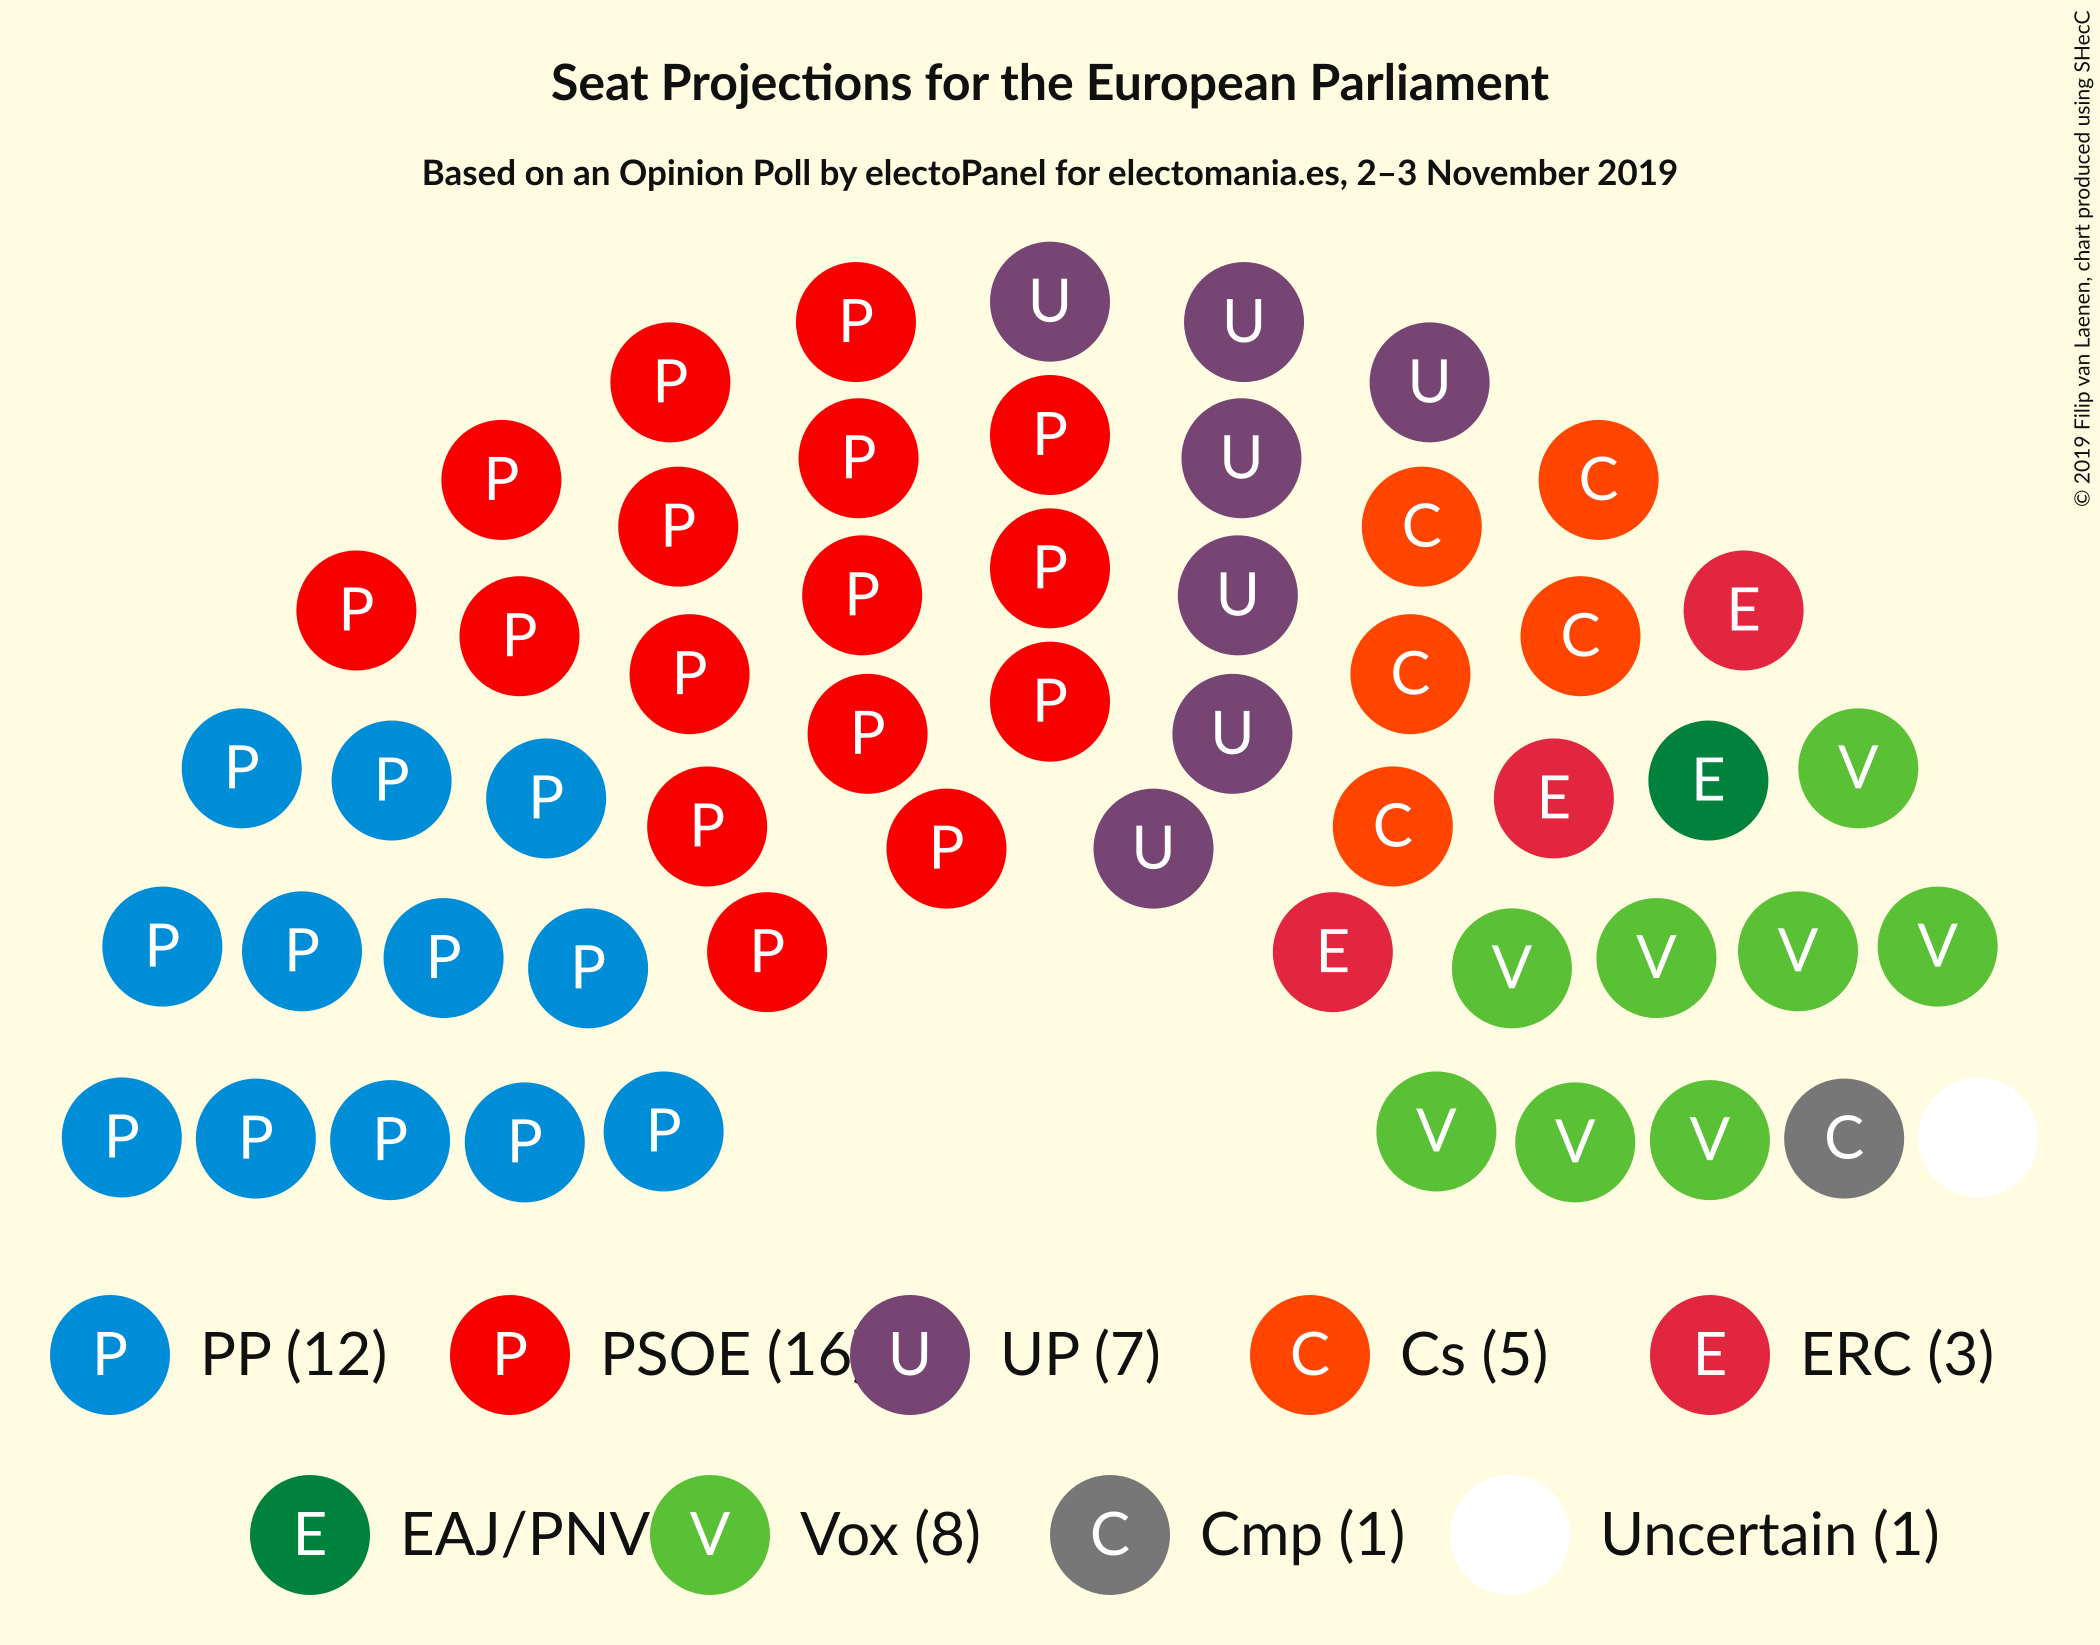 Seat Projections for the European Parliament
Based on an Opinion Poll by electoPanel for electomania.es, 2–3 November 2019
© 2019 Filip van Laenen, chart produced using SHecC
P U U
P U
P P P U C
P C
P P P P U C E
P P P U C
P P P P P U C E E V
P P P P P E V V V V
P P P P P V V V C
P PP (12) P PSOE (16 U UP (7) C Cs (5) E ERC (3)
E EAJ/PNV V Vox (8) C Cmp (1) Uncertain (1)